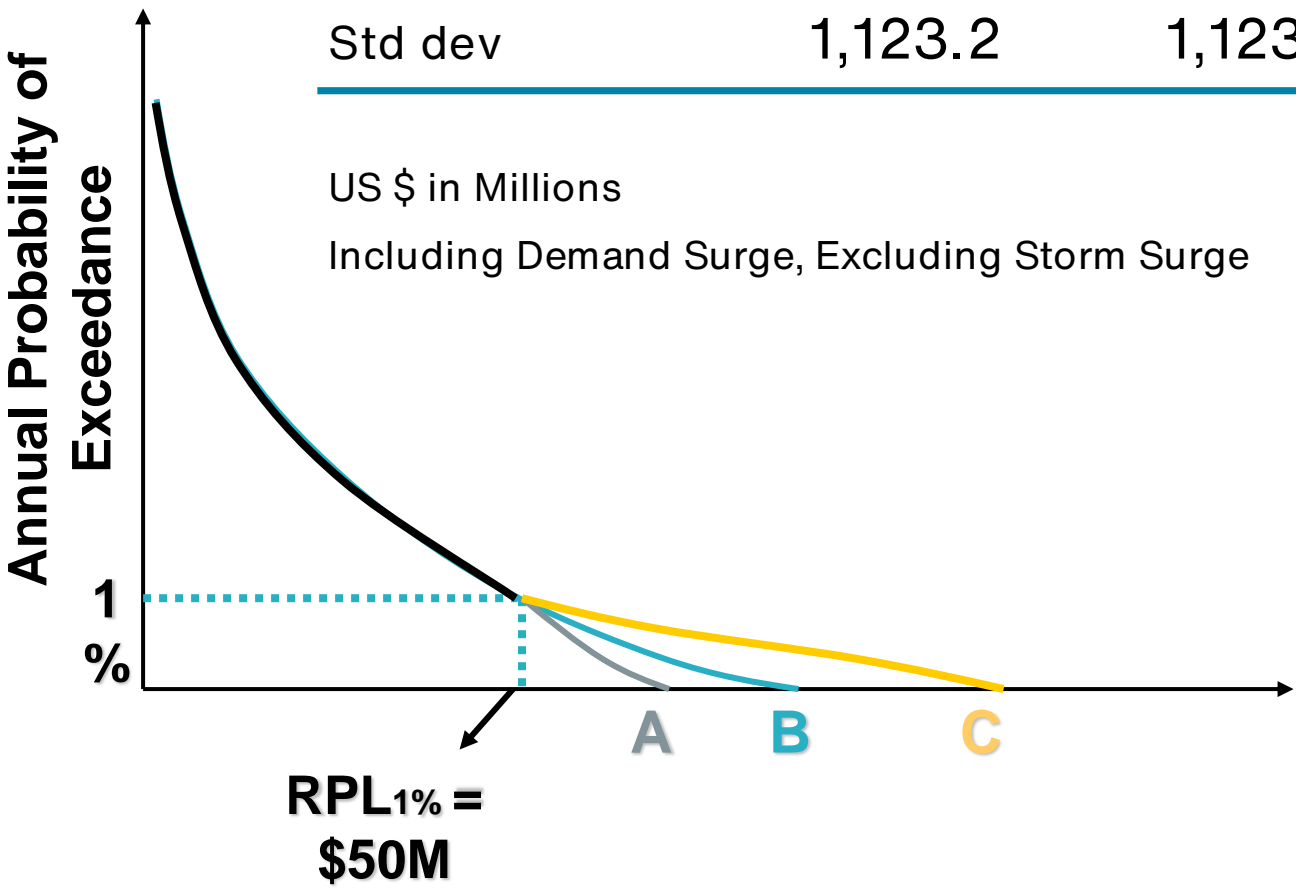 Std dev 1,123.2 1,123
US $ in Millions
Including Demand Surge, Excluding Storm Surge
Annual Probability of
Exceedance
1
%
A B C
RPL1% =
$50M